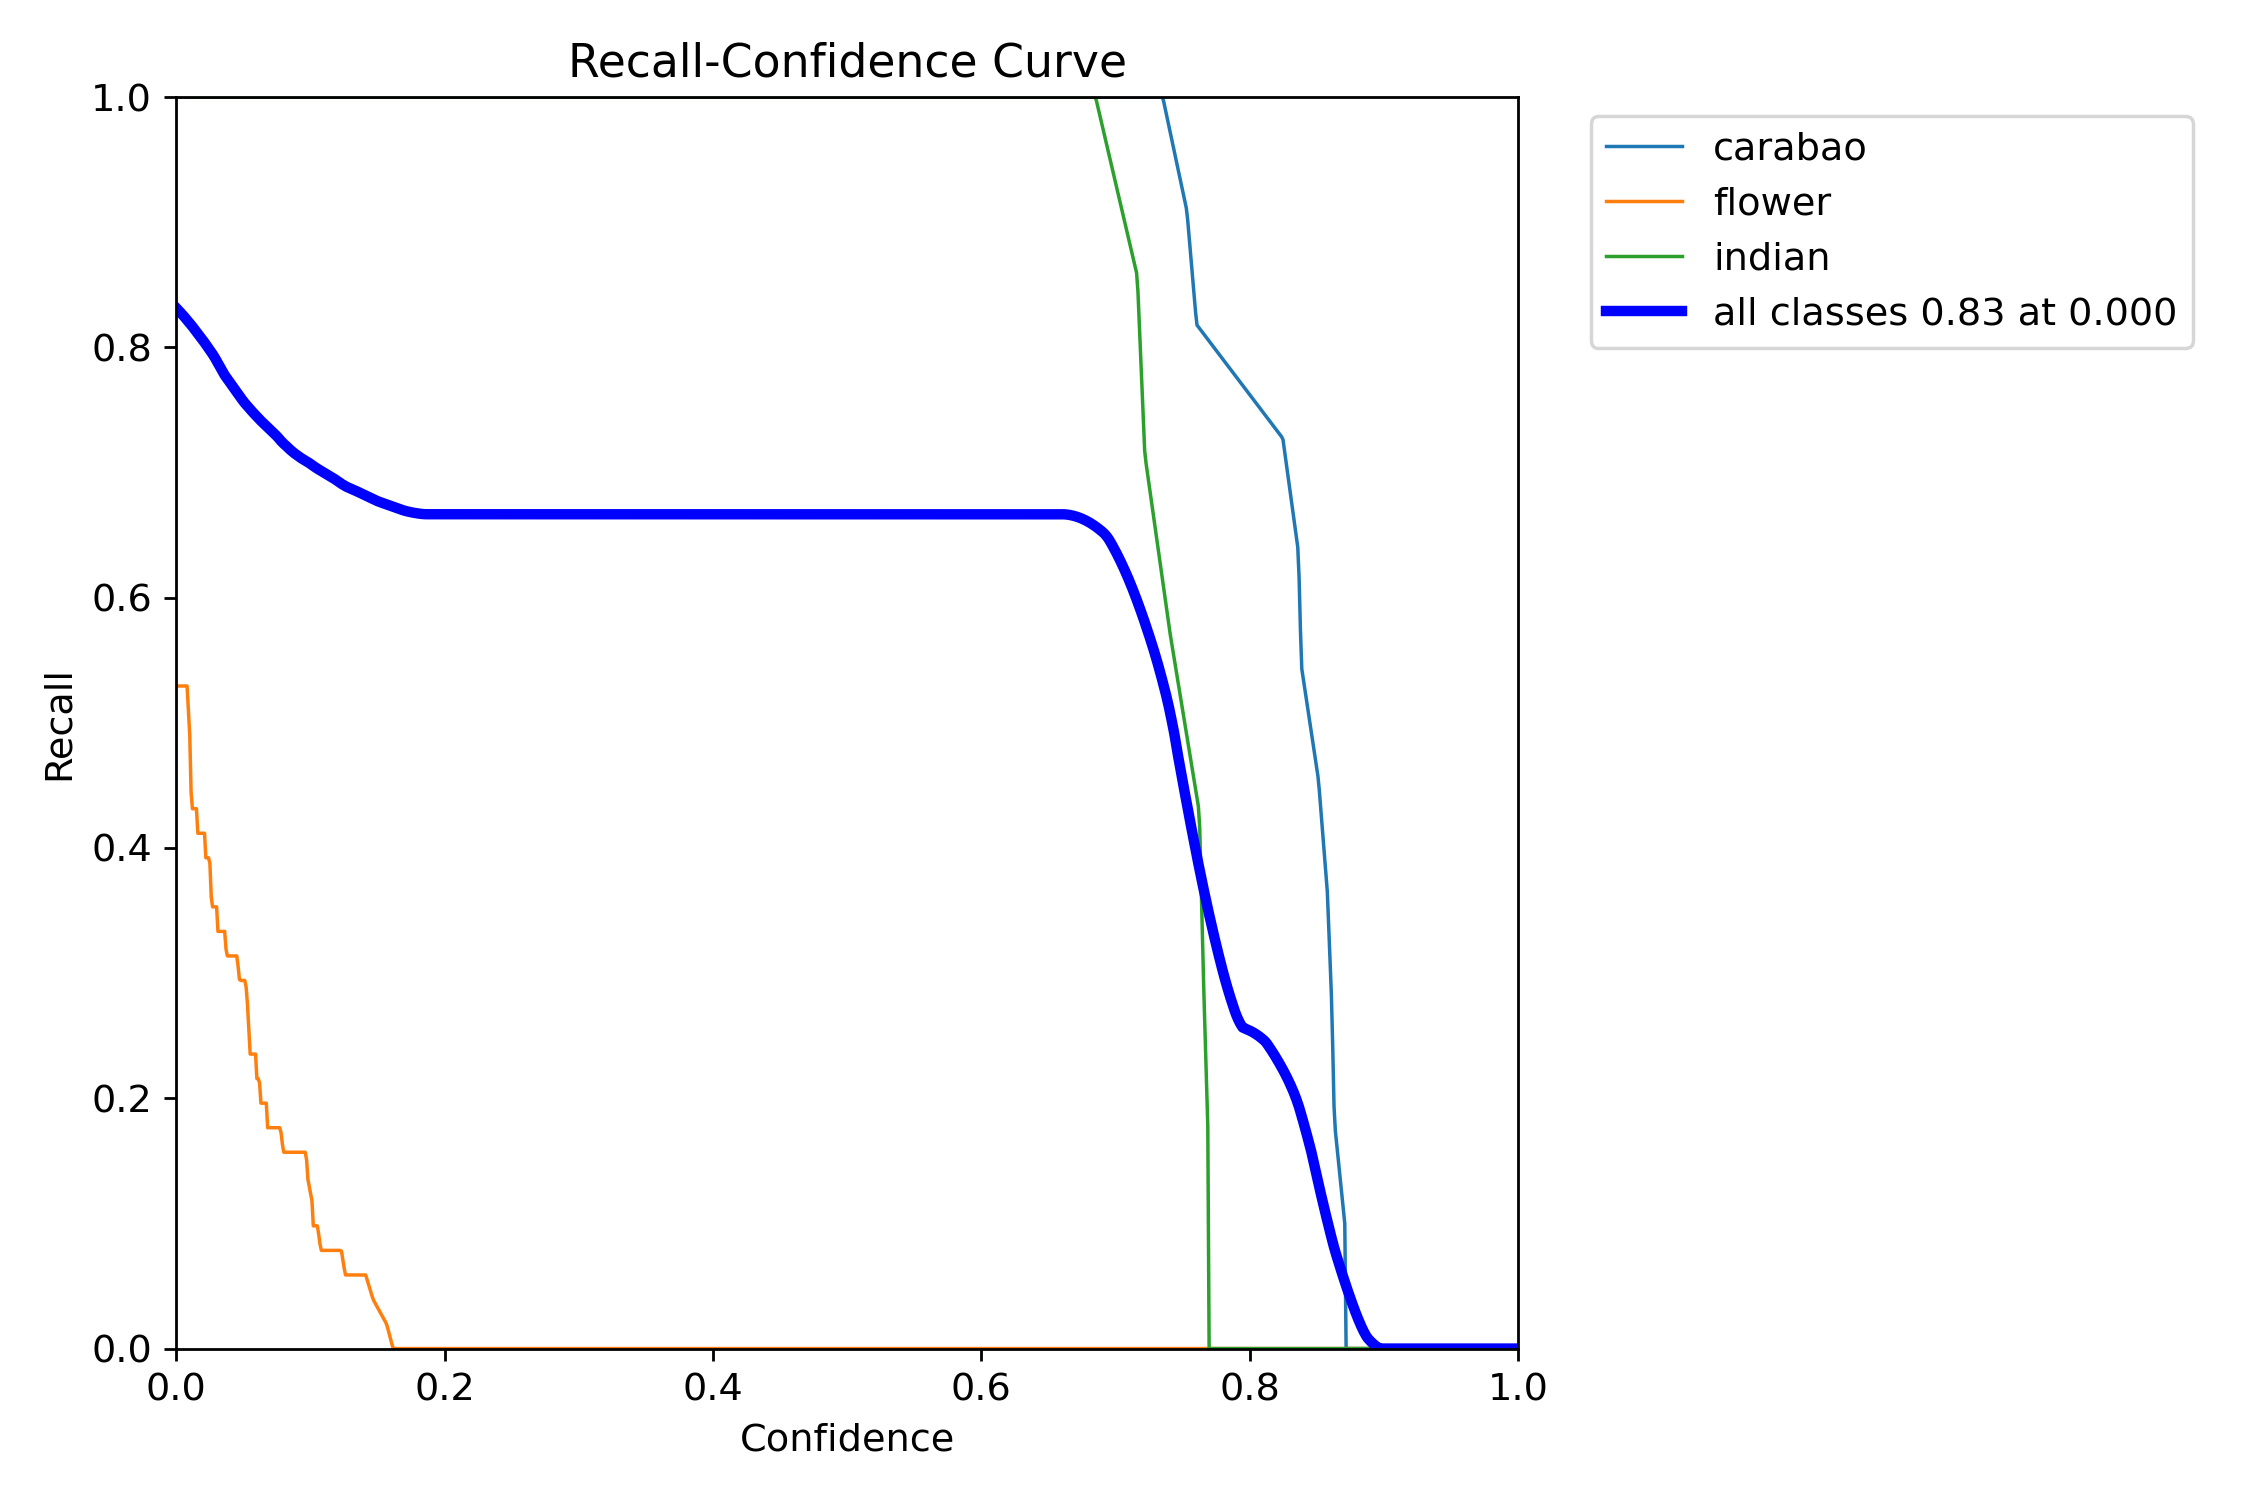 Recall-Confidence Curve
1.0
0.8
0.6
0.4
0.2
0.0
Recall
0.0 0.2 0.4 0.6 0.8 1.0
Confidence
carabao
flower
indian
all classes 0.83 at 0.000